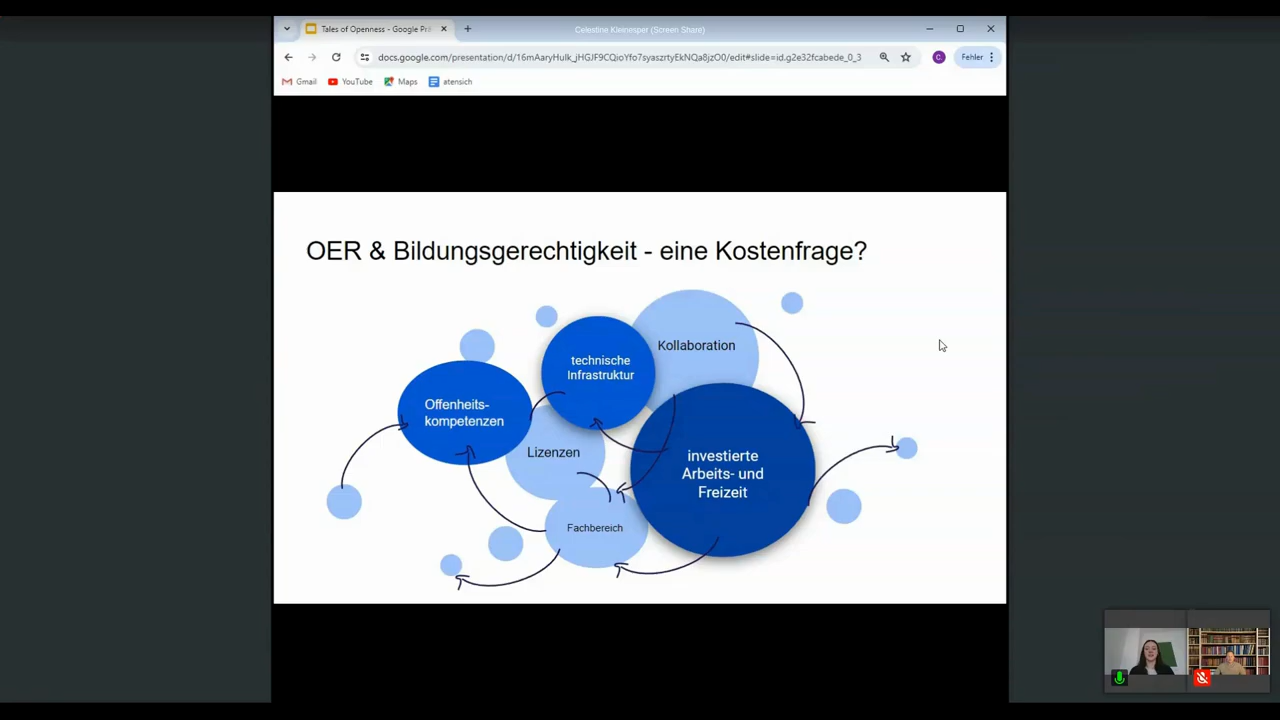 Tales of Openness - Google Prä
Celestine Kleinesper (Screen Share)
docs.google.com/presentation/d/16mAaryHulk_jHGJF9CQioYfo7syaszrtyEkNQa8jzO0/edit#slide=id.g2e32fcabede_0_3
C.
Fehler
Gmail
YouTube
Maps
atensich
OER & Bildungsgerechtigkeit - eine Kostenfrage?
Kollaboration
technische
Infrastruktur
Offenheits-
kompetenzen
Lizenzen
investierte
Arbeits- und
Freizeit
Fachbereich